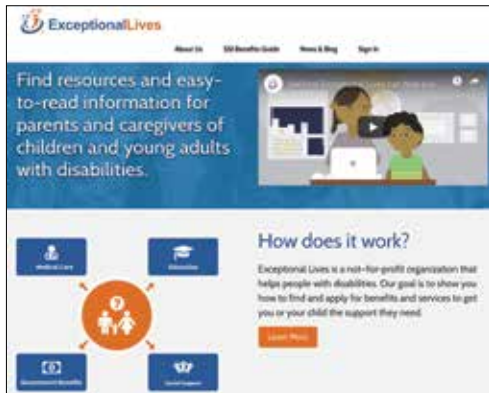 ExceptionalLives
About Us SSI Benefits Guide News & Blog Sign In
Find resources and easy-
to-read information for
parents and caregivers of
children and young adults
with disabilities.
How does it work?
Exceptional Lives is a not-for-profit organization that
helps people with disabilities. Our goal is to show you
how to find and apply for benefits and services to get
you or your child the support they need.
Learn More
Medical Care
Education
Government Benefits
Social Support